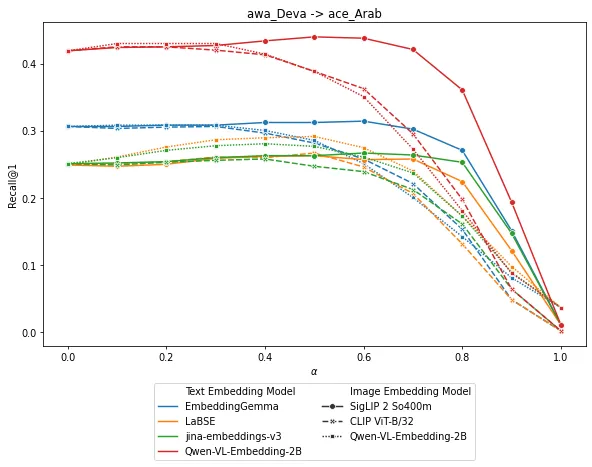 awa_Deva -> ace_Arab
Recall@1
0.4
0.3
0.2
0.1
0.0
0.0 0.2 0.4 0.6 0.8 1.0
α
Text Embedding Model
EmbeddingGemma
LaBSE
jina-embeddings-v3
Qwen-VL-Embedding-2B
Image Embedding Model
SigLIP 2 So400m
CLIP ViT-B/32
Qwen-VL-Embedding-2B